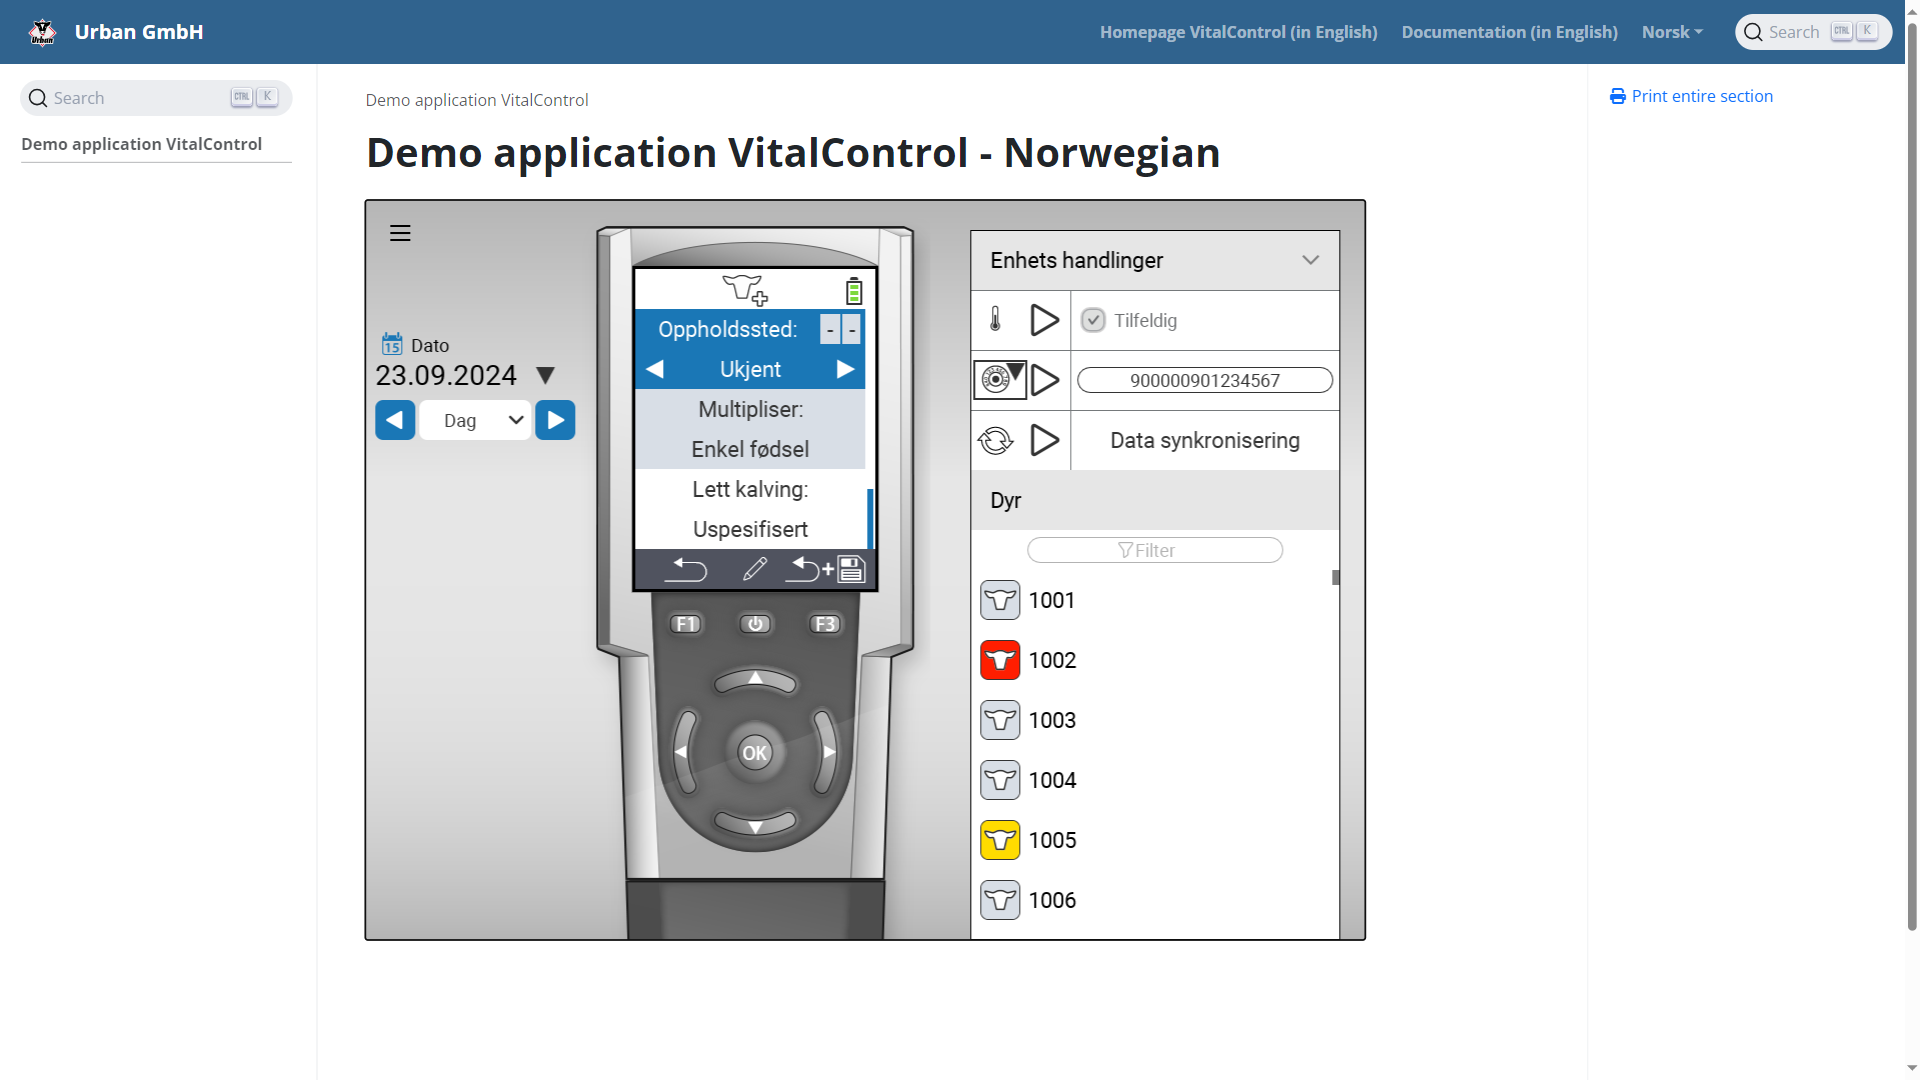 Urban GmbH
Homepage VitalControl (in English)
Documentation (in English)
Norsk
Search CTRL K
Search CTRL K
Demo application VitalControl
Print entire section
Demo application VitalControl
Demo application VitalControl - Norwegian
15 Dato
23.09.2024
Dag
Oppholdssted: - -
Ukjent
Multipliser:
Enkel fødsel
Lett kalving:
Uspesifisert
+
F1
F3
OK
Enhets handlinger
Tilfeldig
900000901234567
Data synkronisering
Dyr
Filter
1001
1002
1003
1004
1005
1006